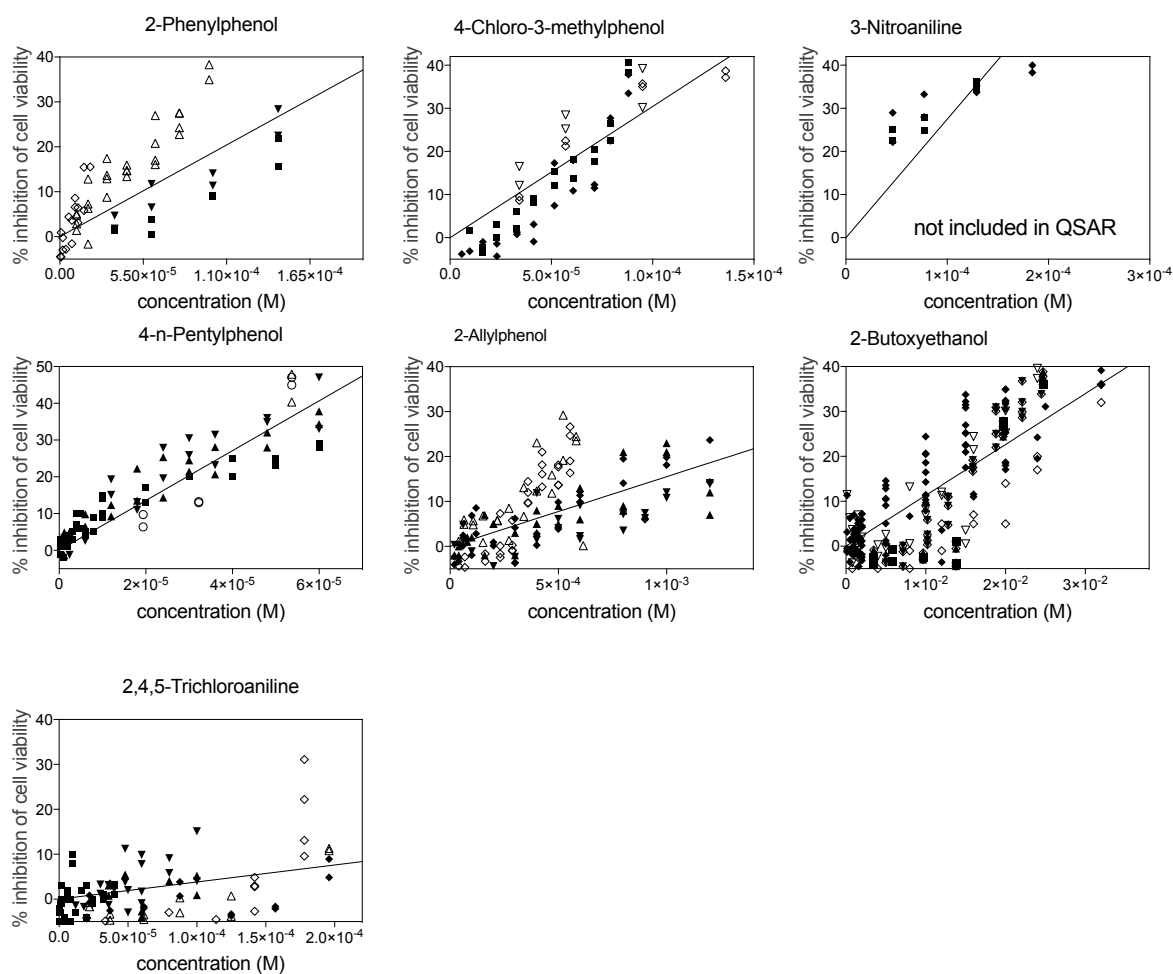 2-Phenylphenol
% inhibition of cell viability
40
30
20
10
0
0.00
5.50×10⁻⁵
1.10×10⁻⁴
1.65×10⁻⁴
concentration (M)
4-Chloro-3-methylphenol
% inhibition of cell viability
40
30
20
10
0
0.0
5.0×10⁻⁵
1.0×10⁻⁴
1.5×10⁻⁴
concentration (M)
3-Nitroaniline
% inhibition of cell viability
40
30
20
10
0
not included in QSAR
0
1×10⁻⁴
2×10⁻⁴
3×10⁻⁴
concentration (M)
4-n-Pentylphenol
% inhibition of cell viability
50
40
30
20
10
0
0
2×10⁻⁵
4×10⁻⁵
6×10⁻⁵
concentration (M)
2-Allylphenol
% inhibition of cell viability
40
30
20
10
0
0
5×10⁻⁴
1×10⁻³
concentration (M)
2-Butoxyethanol
% inhibition of cell viability
40
30
20
10
0
0
1×10⁻²
2×10⁻²
3×10⁻²
concentration (M)
2,4,5-Trichloroaniline
% inhibition of cell viability
40
30
20
10
0
0.0
5.0×10⁻⁵
1.0×10⁻⁴
1.5×10⁻⁴
2.0×10⁻⁴
concentration (M)